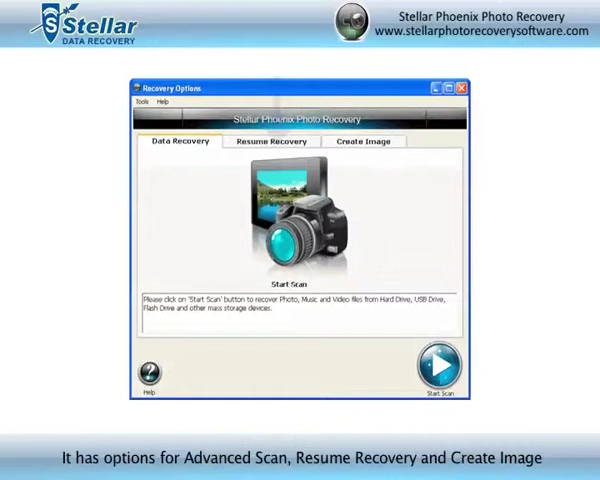 Stellar
DATA RECOVERY
Stellar Phoenix Photo Recovery
www.stellarphotorecoverysoftware.com
Recovery Options
Tools Help
Stellar Phoenix Photo Recovery
Data Recovery Resume Recovery Create Image
Start Scan
Please click on 'Start Scan' button to recover Photo, Music and Video files from Hard Drive, USB Drive,
Flash Drive and other mass storage devices.
?
Help
Start Scan
It has options for Advanced Scan, Resume Recovery and Create Image